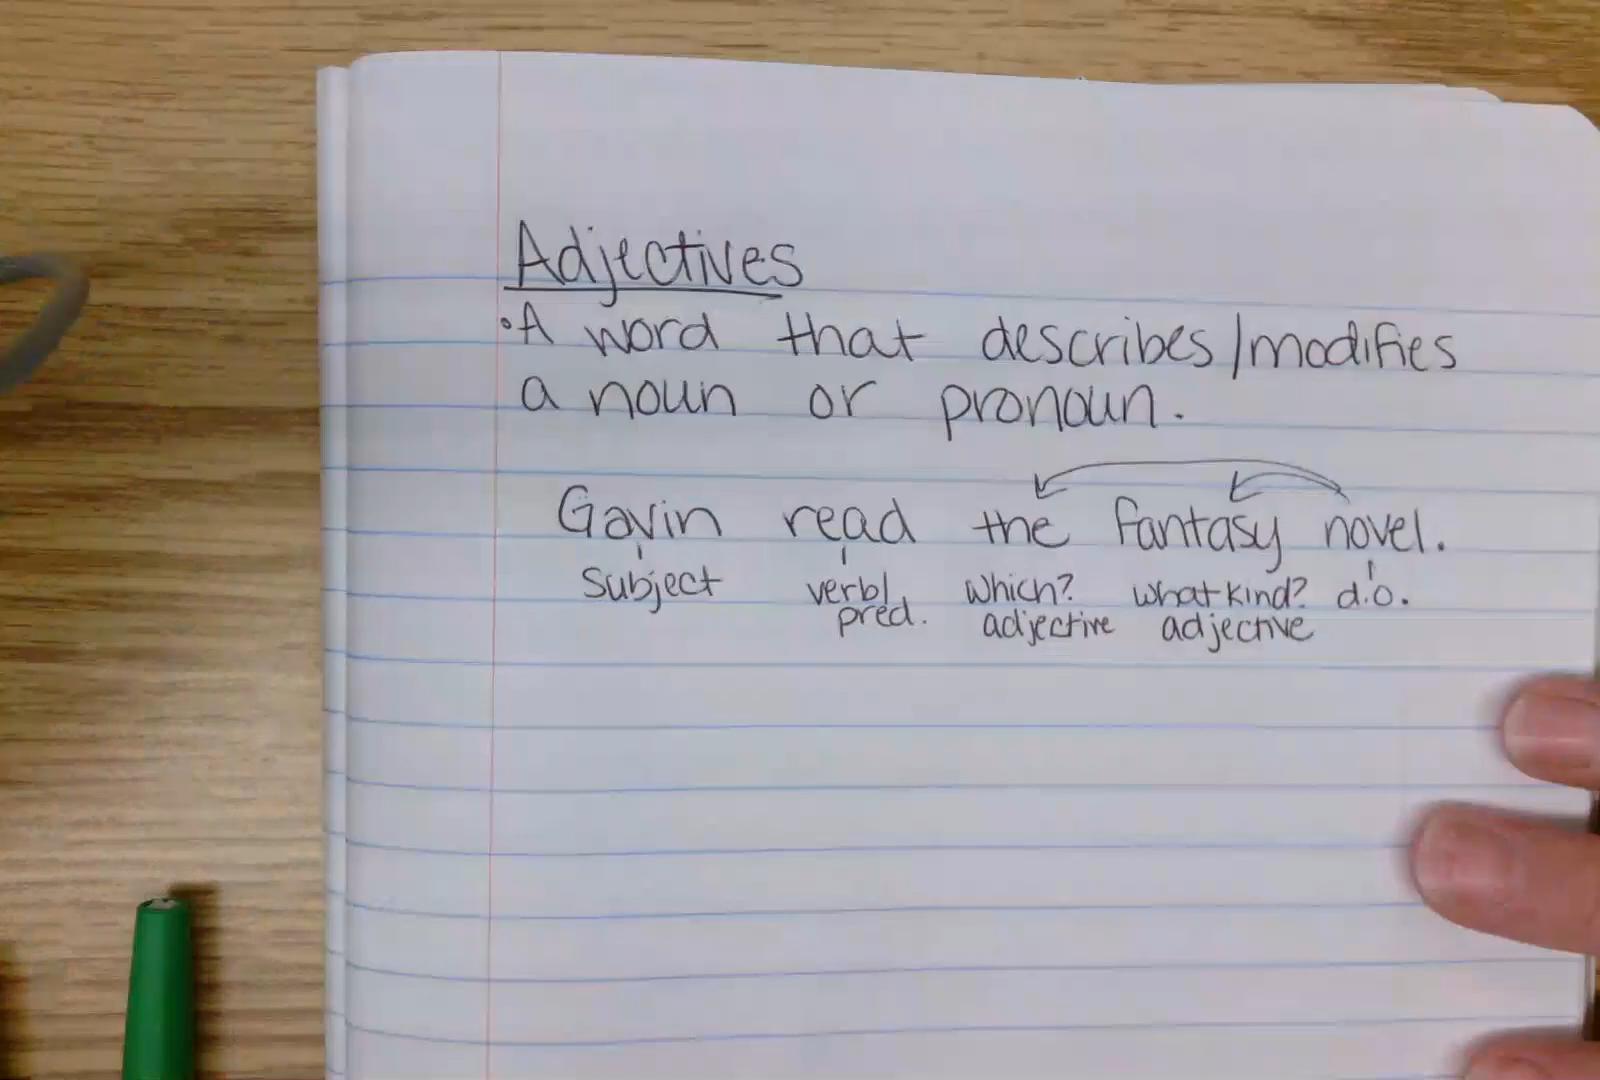 Adjectives
•A word that describes/modifies
a noun or pronoun.
Gavin read the fantasy novel.
Subject verb/ Which? what kind? d.o.
pred. adjective adjective